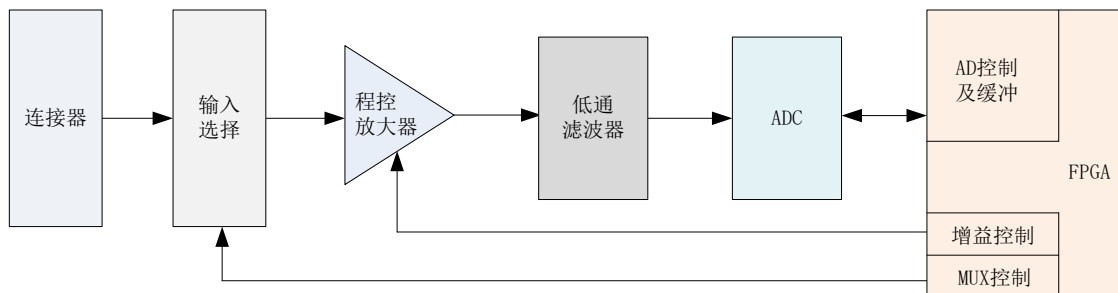 连接器
输入
选择
程控
放大器
低通
滤波器
ADC
AD控制
及缓冲
FPGA
增益控制
MUX控制